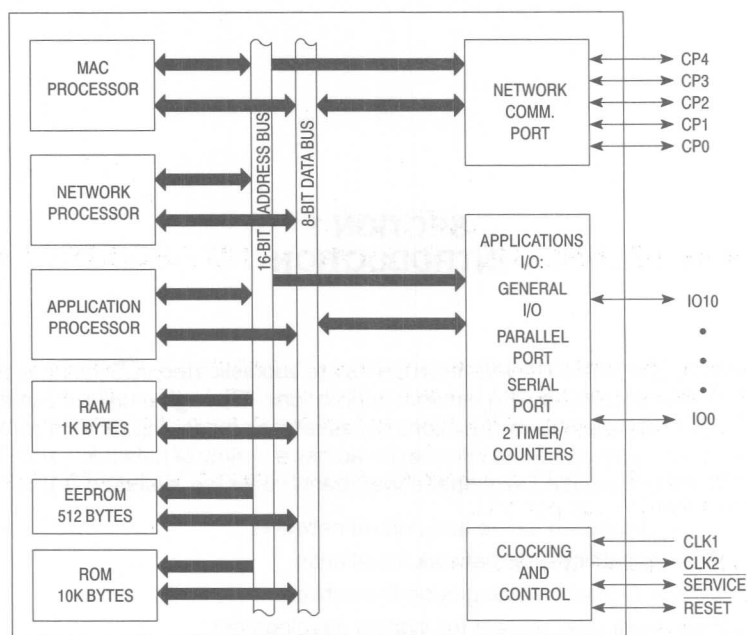 MAC
PROCESSOR
NETWORK
PROCESSOR
APPLICATION
PROCESSOR
RAM
1K BYTES
EEPROM
512 BYTES
ROM
10K BYTES
16-BIT ADDRESS BUS
8-BIT DATA BUS
NETWORK
COMM.
PORT
CP4
CP3
CP2
CP1
CP0
APPLICATIONS
I/O:
GENERAL
I/O
PARALLEL
PORT
SERIAL
PORT
2 TIMER/
COUNTERS
IO10
IO0
CLOCKING
AND
CONTROL
CLK1
CLK2
SERVICE
RESET